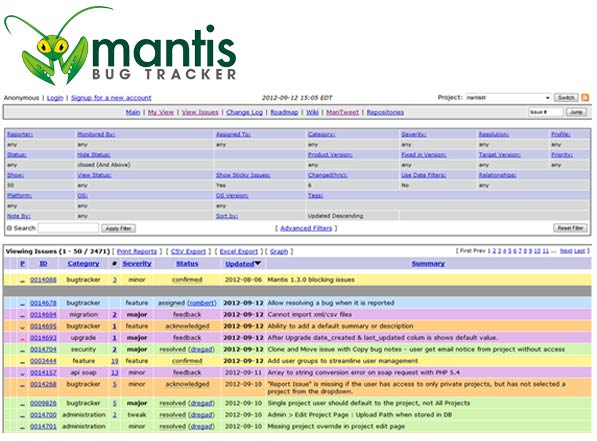 mantis
BUG TRACKER
Anonymous | Login | Signup for a new account 2012-09-12 15:05 EDT Project: mantisbt Switch
Main | My View | View Issues | Change Log | Roadmap | Wiki | ManTweet | Repositories Issue # Jump
Reporter: Monitored By: Assigned To: Category: Severity: Resolution: Profile:
any any any any any any any
Status: Hide Status: Product Version: Fixed in Version: Target Version: Priority:
any closed (And Above) any any any any
Show: View Status: Show Sticky Issues: Changed(hrs): Use Date Filters: Relationships:
50 any Yes 6 No any
Platform: OS: OS Version: Tags:
any any any
Note By: Sort by: Updated Descending
any
Search Apply Filter [ Advanced Filters ] Reset Filter
Viewing Issues (1 - 50 / 2471) [ Print Reports ] [ CSV Export ] [ Excel Export ] [ Graph ] [ First Prev 1 2 3 4 5 6 7 8 9 10 11 ... Next Last ]
P ID Category # Severity Status Updated Summary
0014088 bugtracker 3 minor confirmed 2012-08-06 Mantis 1.3.0 blocking issues
0014678 bugtracker feature assigned (rombert) 2012-09-12 Allow resolving a bug when it is reported
0014694 migration 2 major feedback 2012-09-12 Cannot import xml/csv files
0014695 bugtracker 1 feature acknowledged 2012-09-12 Ability to add a default summary or description
0014692 upgrade 1 major feedback 2012-09-12 After Upgrade date_created & last_updated colum is shows default value.
0014704 security 2 major resolved (dregad) 2012-09-12 Clone and Move issue with Copy bug notes - user get email notice from project without access
0003444 feature 19 feature confirmed 2012-09-11 Add user groups to streamline user management
0014157 api soap 13 minor feedback 2012-09-11 Array to string conversion error on soap request with PHP 5.4
0014268 bugtracker 5 minor acknowledged 2012-09-10 "Report Issue" is missing if the user has access to only private projects, but has not selected a
project from the dropdown.
0009826 bugtracker 5 major resolved (dregad) 2012-09-10 Single project user should default to the project, not All Projects
0014700 administration 2 tweak resolved (dregad) 2012-09-10 Admin > Edit Project Page : Upload Path when stored in DB
0014701 administration minor resolved (dregad) 2012-09-10 Missing project override in project edit page